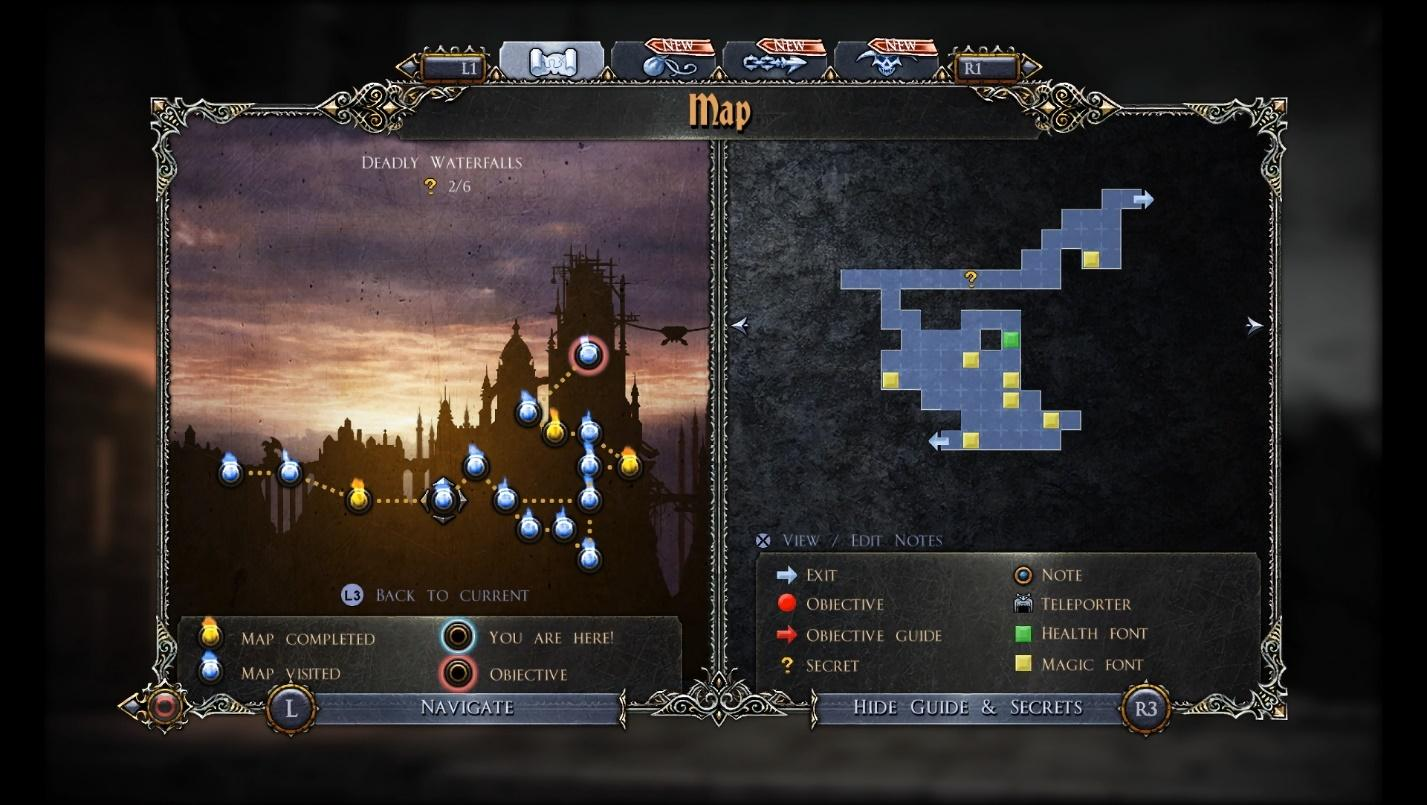 L1
NEW
NEW
NEW
R1
Map
Deadly Waterfalls
? 2/6
?
View / Edit Notes
L3 Back to current
Map completed
You are here!
Map visited
Objective
Exit
Note
Objective
Teleporter
Objective guide
Health font
? Secret
Magic font
L Navigate
Hide Guide & Secrets R3